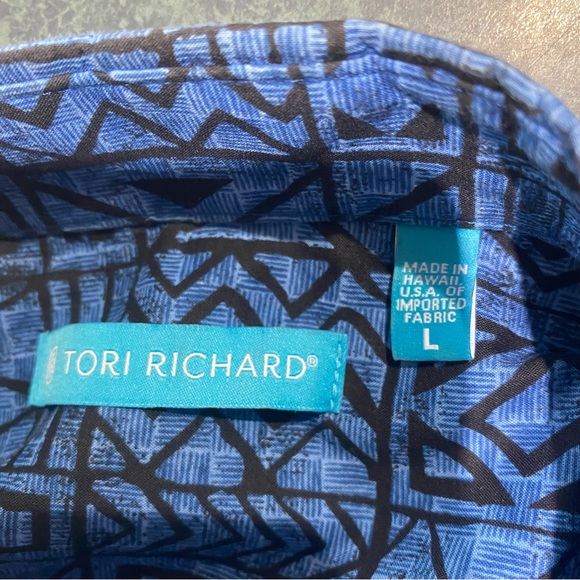 TORI RICHARD®
MADE IN
HAWAII
U.S.A. OF
IMPORTED
FABRIC
L